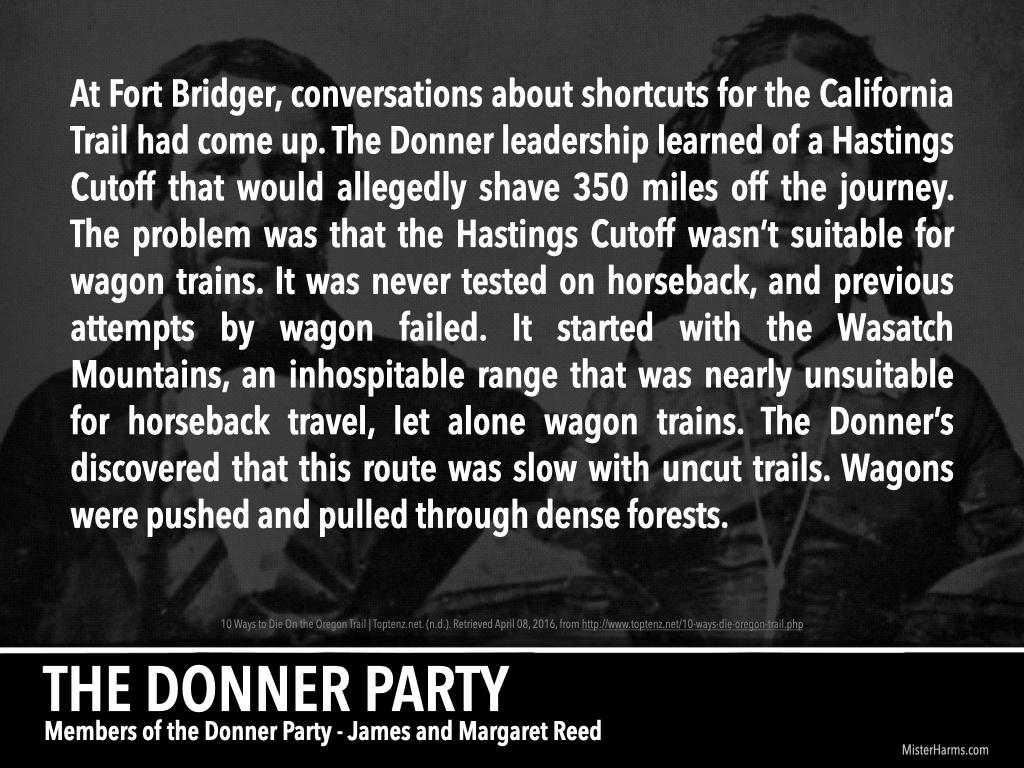 At Fort Bridger, conversations about shortcuts for the California
Trail had come up. The Donner leadership learned of a Hastings
Cutoff that would allegedly shave 350 miles off the journey.
The problem was that the Hastings Cutoff wasn’t suitable for
wagon trains. It was never tested on horseback, and previous
attempts by wagon failed. It started with the Wasatch
Mountains, an inhospitable range that was nearly unsuitable
for horseback travel, let alone wagon trains. The Donner’s
discovered that this route was slow with uncut trails. Wagons
were pushed and pulled through dense forests.
10 Ways to Die On the Oregon Trail | Toptenz.net. (n.d.). Retrieved April 08, 2016, from http://www.toptenz.net/10-ways-die-oregon-trail.php
THE DONNER PARTY
Members of the Donner Party - James and Margaret Reed
MisterHarms.com